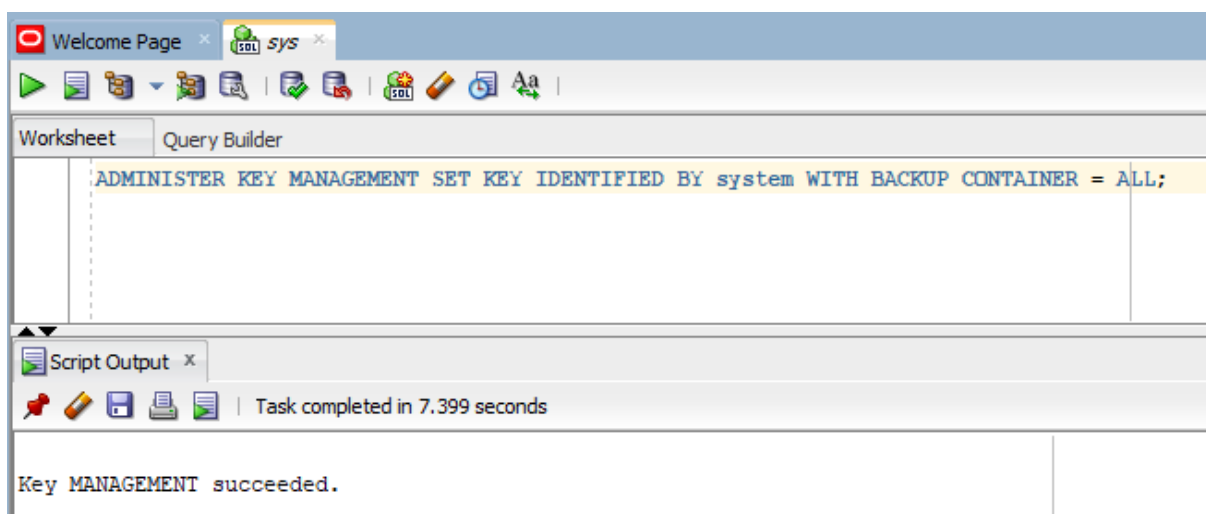 Welcome Page
sys
Worksheet
Query Builder
ADMINISTER KEY MANAGEMENT SET KEY IDENTIFIED BY system WITH BACKUP CONTAINER = ALL;
Script Output
Task completed in 7.399 seconds
Key MANAGEMENT succeeded.